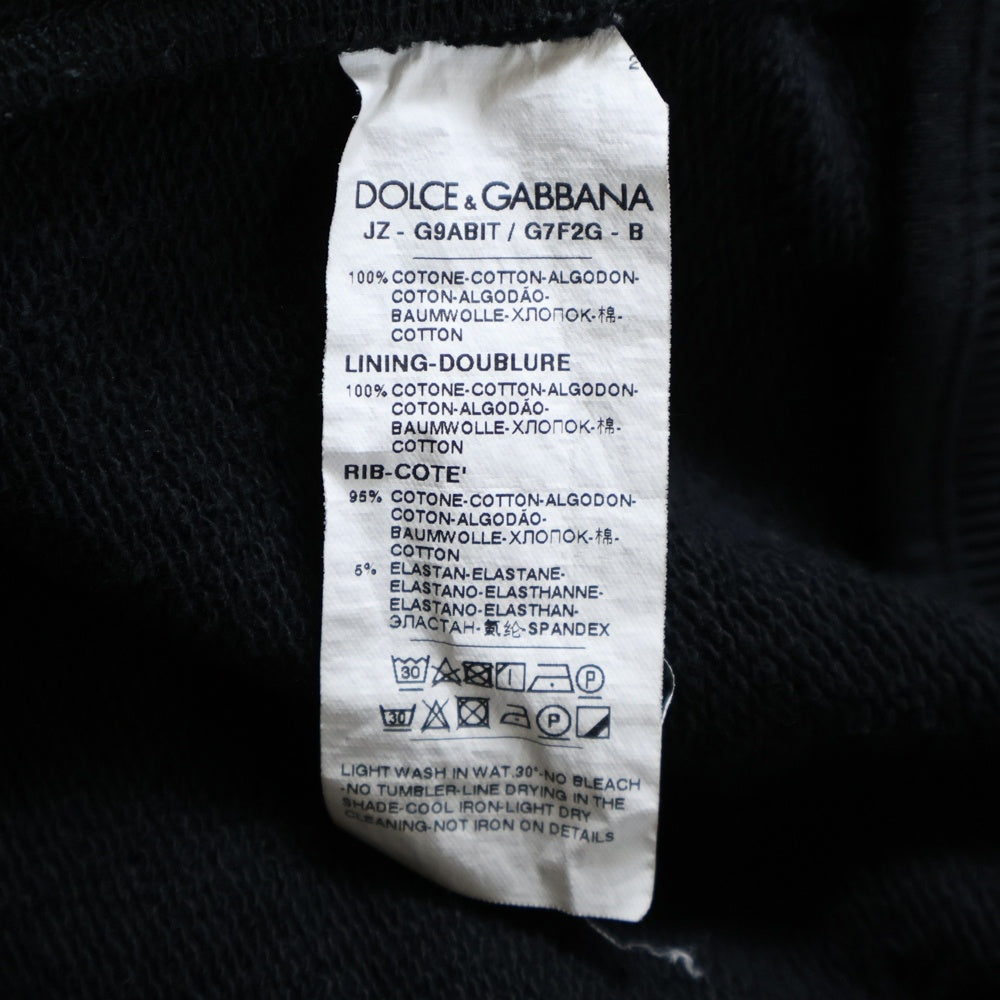 2
DOLCE & GABBANA
JZ - G9ABIT / G7F2G - B
100% COTONE-COTTON-ALGODON-
COTON-ALGODÃO-
BAUMWOLLE-ХЛОПОК-棉-
COTTON
LINING-DOUBLURE
100% COTONE-COTTON-ALGODON-
COTON-ALGODÃO-
BAUMWOLLE-ХЛОПОК-棉-
COTTON
RIB-COTE'
95% COTONE-COTTON-ALGODON-
COTON-ALGODÃO-
BAUMWOLLE-ХЛОПОК-棉-
COTTON
5% ELASTAN-ELASTANE-
ELASTANO-ELASTHANNE-
ELASTANO-ELASTHAN-
ЭЛАСТАН-氨纶-SPANDEX
30 P
30 P
LIGHT WASH IN WAT.30°-NO BLEACH
-NO TUMBLER-LINE DRYING IN THE
SHADE-COOL IRON-LIGHT DRY
CLEANING-NOT IRON ON DETAILS